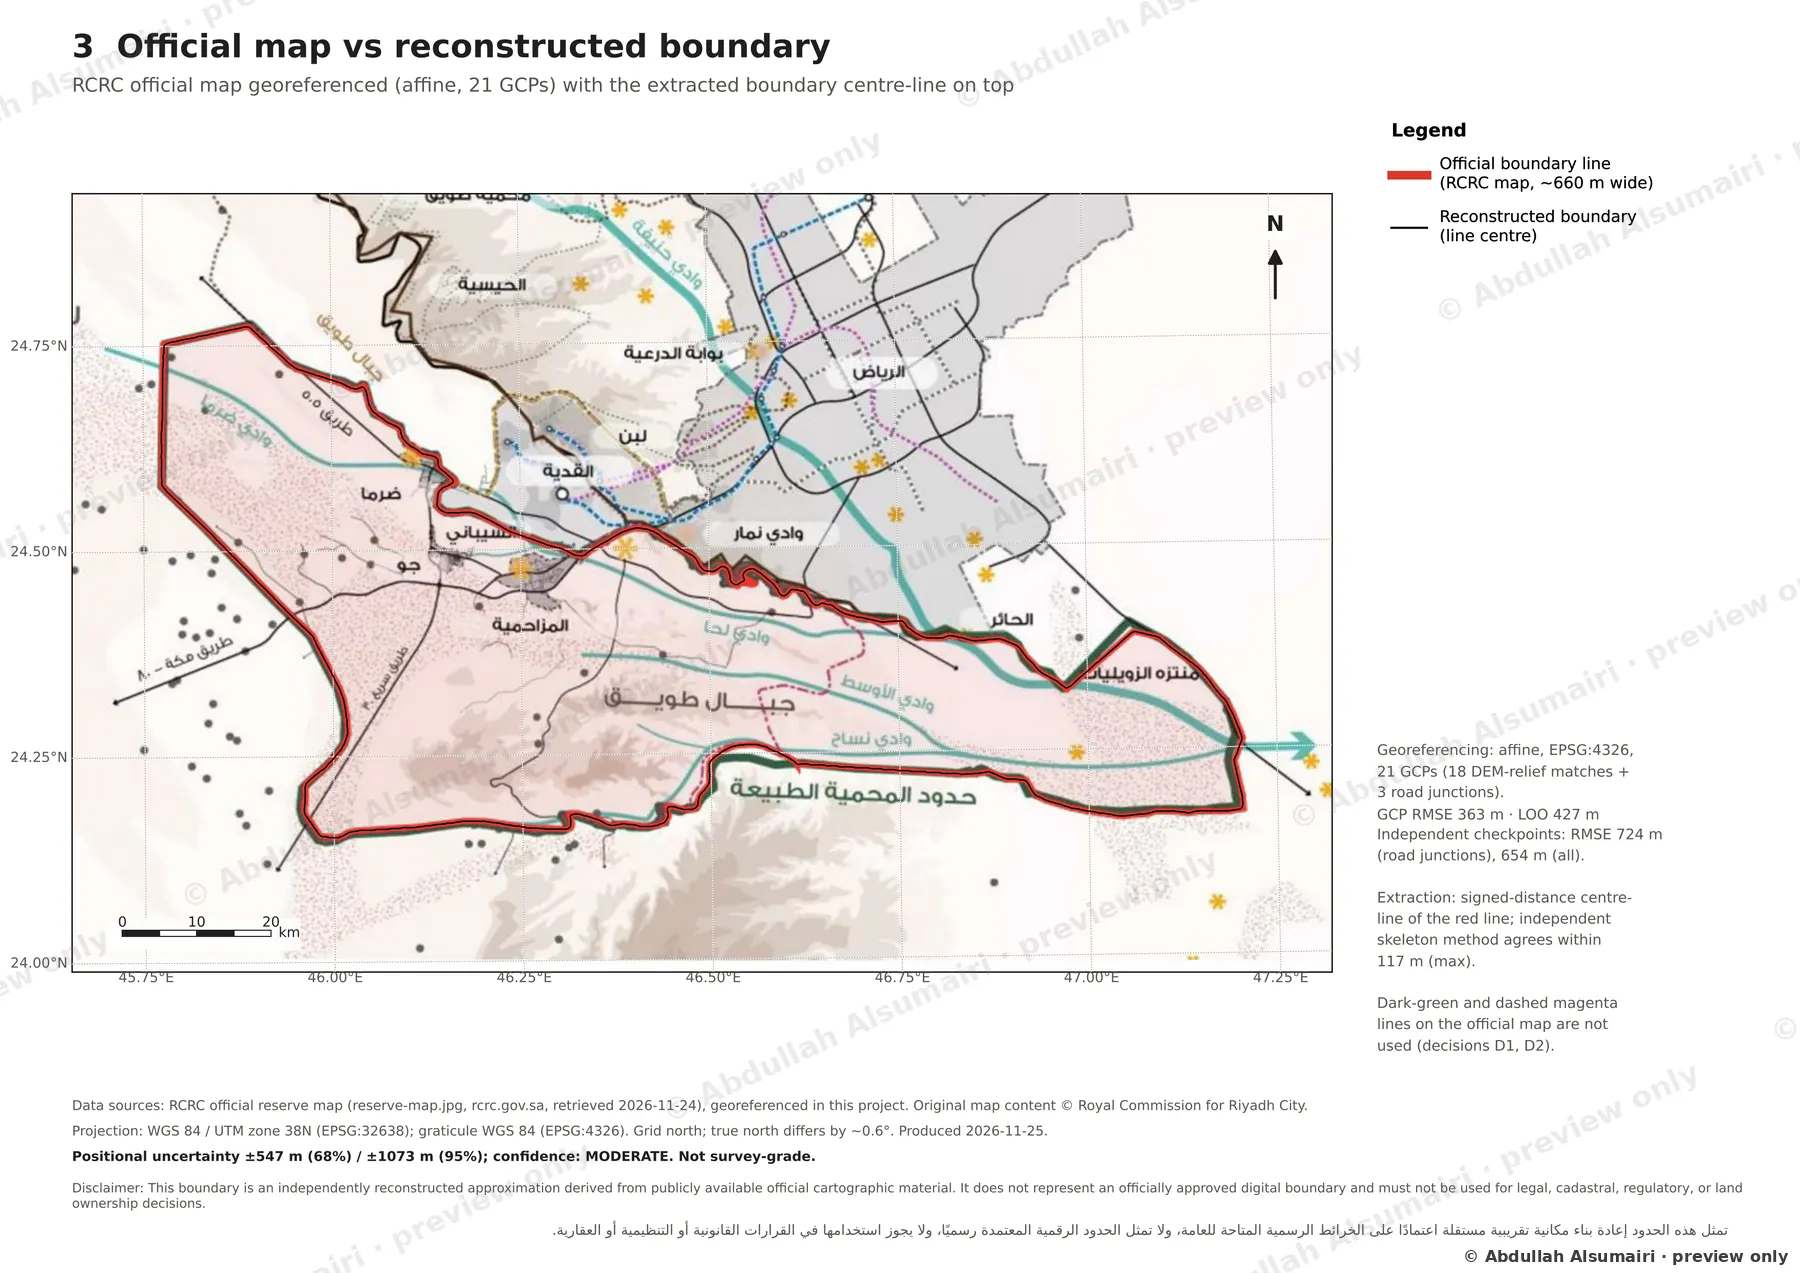 3 Official map vs reconstructed boundary
RCRC official map georeferenced (affine, 21 GCPs) with the extracted boundary centre-line on top
Legend
Official boundary line
(RCRC map, ~660 m wide)
Reconstructed boundary
(line centre)
N
محمية طويق
وادي حنيفة
الحيسية
جبال طويق
بوابة الدرعية
الرياض
لبن
القدية
طريق ٥٠٥
وادي ضرما
ضرما
السيباني
وادي نمار
جو
المزاحمية
الحائر
وادي لحا
منتزه الزويليات
طريق مكة – ٨٠
طريق سريع ٣
جبال طويق
وادي الأوسط
وادي نساح
حدود المحمية الطبيعة
24.75°N
24.50°N
24.25°N
24.00°N
45.75°E 46.00°E 46.25°E 46.50°E 46.75°E 47.00°E 47.25°E
0 10 20 km
Georeferencing: affine, EPSG:4326,
21 GCPs (18 DEM-relief matches +
3 road junctions).
GCP RMSE 363 m · LOO 427 m
Independent checkpoints: RMSE 724 m
(road junctions), 654 m (all).
Extraction: signed-distance centre-
line of the red line; independent
skeleton method agrees within
117 m (max).
Dark-green and dashed magenta
lines on the official map are not
used (decisions D1, D2).
Data sources: RCRC official reserve map (reserve-map.jpg, rcrc.gov.sa, retrieved 2026-11-24), georeferenced in this project. Original map content © Royal Commission for Riyadh City.
Projection: WGS 84 / UTM zone 38N (EPSG:32638); graticule WGS 84 (EPSG:4326). Grid north; true north differs by ~0.6°. Produced 2026-11-25.
Positional uncertainty ±547 m (68%) / ±1073 m (95%); confidence: MODERATE. Not survey-grade.
Disclaimer: This boundary is an independently reconstructed approximation derived from publicly available official cartographic material. It does not represent an officially approved digital boundary and must not be used for legal, cadastral, regulatory, or land
ownership decisions.
تمثل هذه الحدود إعادة بناء مكانية تقريبية مستقلة اعتمادًا على الخرائط الرسمية المتاحة للعامة، ولا تمثل الحدود الرقمية المعتمدة رسميًا، ولا يجوز استخدامها في القرارات القانونية أو التنظيمية أو العقارية.
© Abdullah Alsumairi · preview only